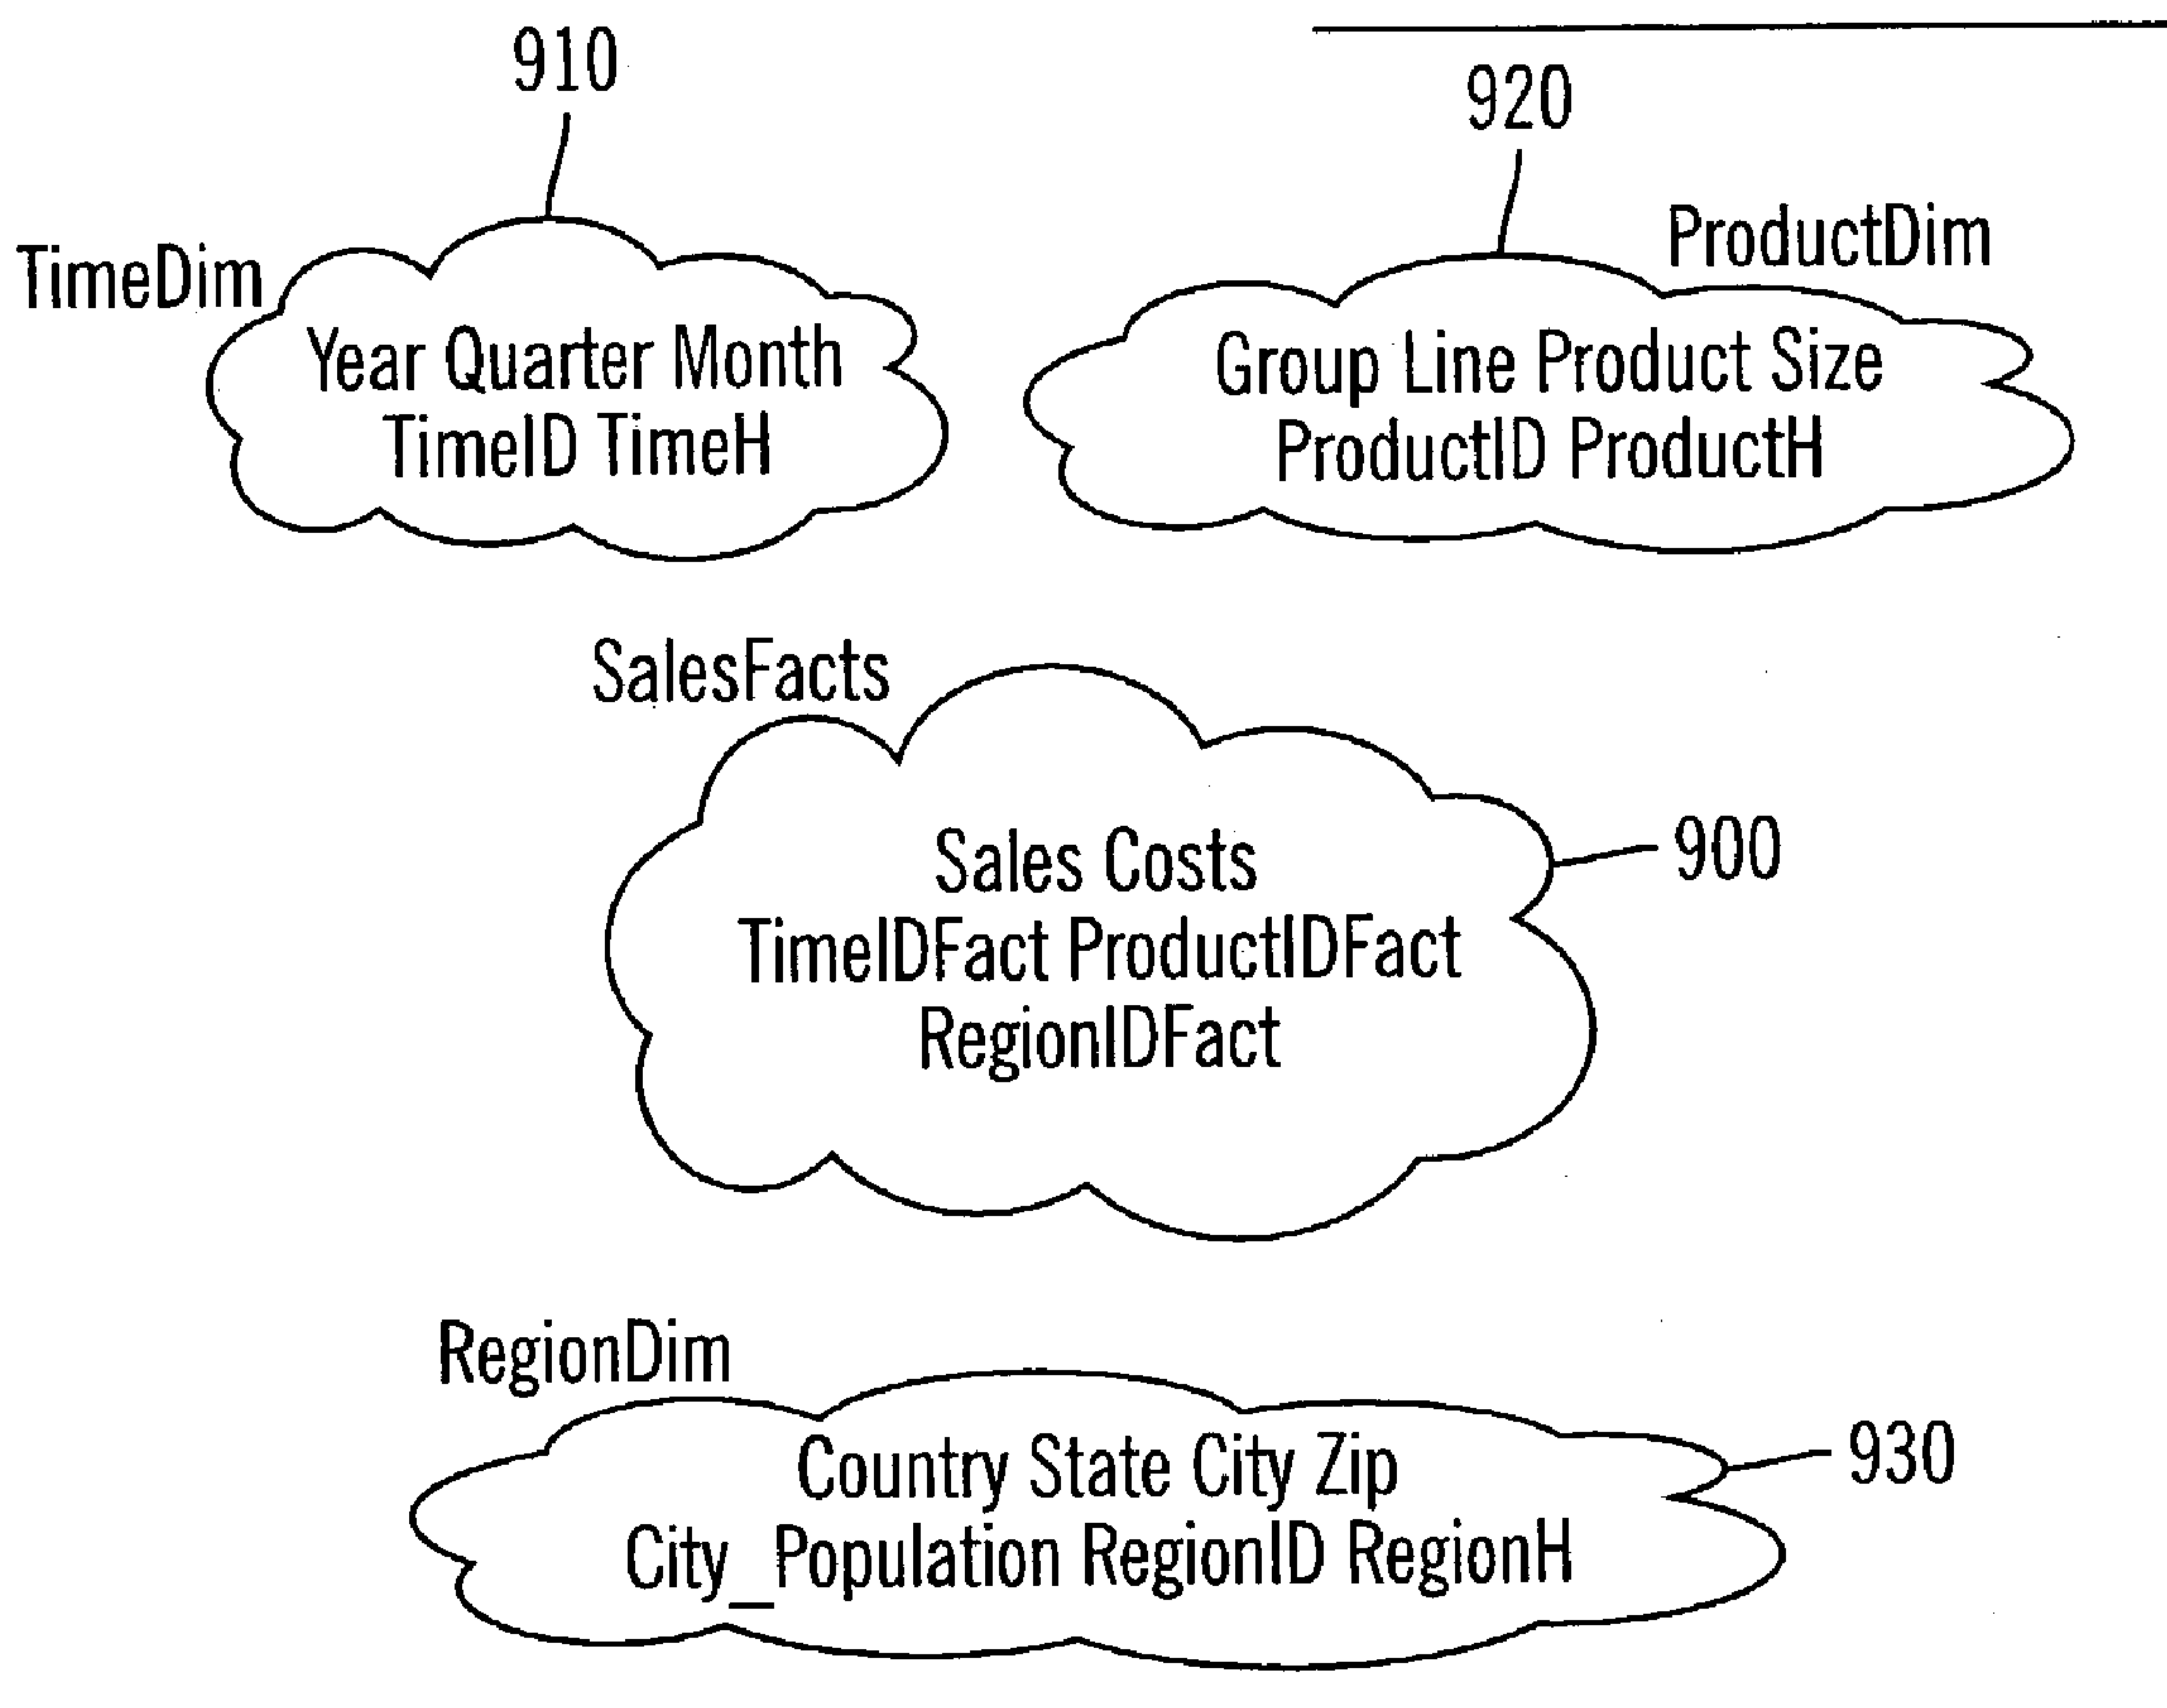 910
920
TimeDim
ProductDim
Year Quarter Month
TimeID TimeH
Group Line Product Size
ProductID ProductH
SalesFacts
Sales Costs
900
TimeIDFact ProductIDFact
RegionIDFact
RegionDim
Country State City Zip
930
City_Population RegionID RegionH